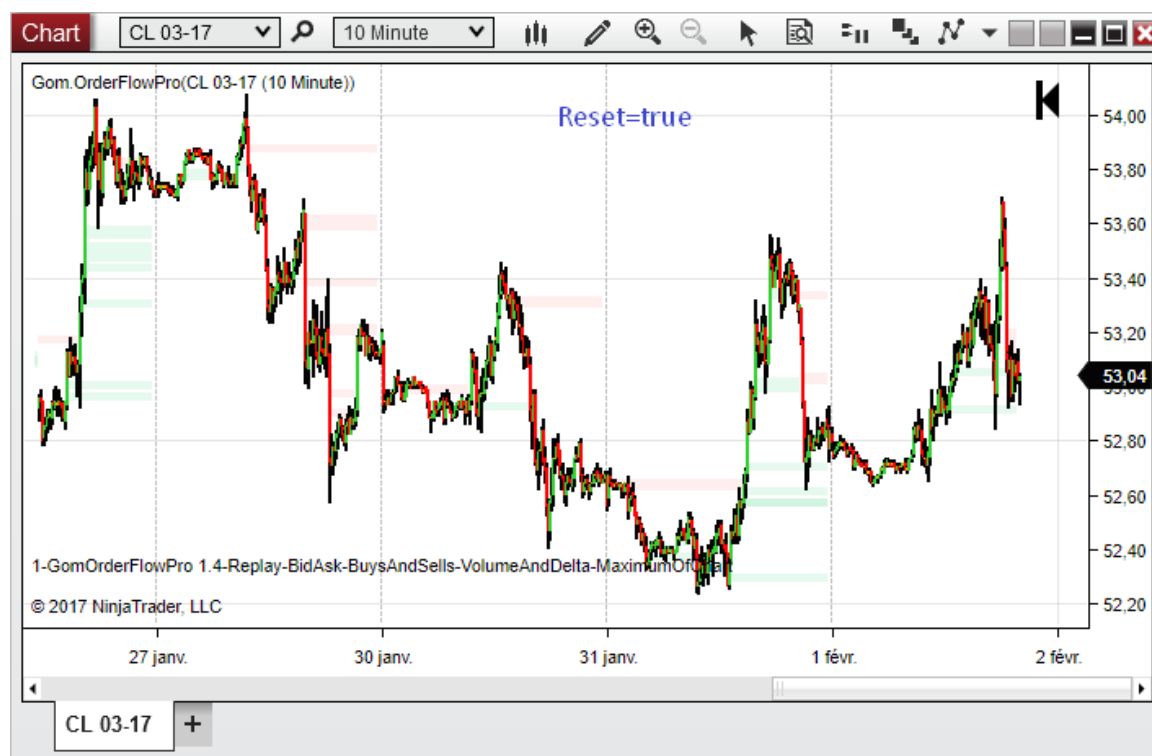 Chart CL 03-17 10 Minute
Gom.OrderFlowPro(CL 03-17 (10 Minute))
Reset=true
54,00
53,80
53,60
53,40
53,20
53,04
53,00
52,80
52,60
52,40
52,20
1-GomOrderFlowPro 1.4-Replay-BidAsk-BuysAndSells-VolumeAndDelta-MaximumOfChart
© 2017 NinjaTrader, LLC
27 janv. 30 janv. 31 janv. 1 févr. 2 févr.
CL 03-17 +